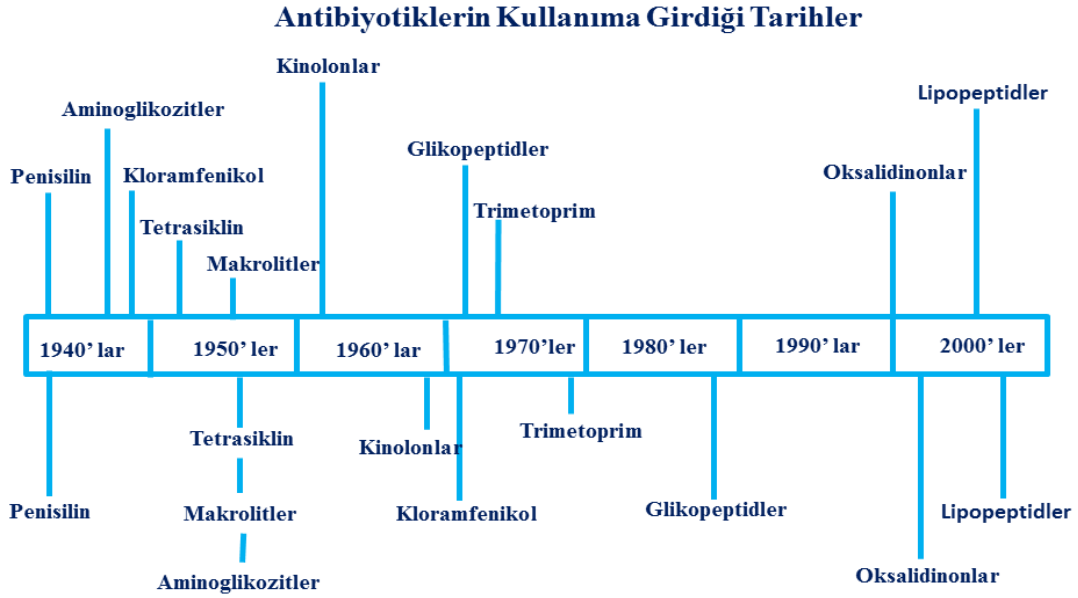 Antibiyotiklerin Kullanıma Girdiği Tarihler
Kinolonlar
Lipopeptidler
Aminoglikozitler
Glikopeptidler
Oksalidinonlar
Penisilin
Kloramfenikol
Trimetoprim
Tetrasiklin
Makrolitler
1940’ lar
1950’ ler
1960’ lar
1970’ler
1980’ ler
1990’ lar
2000’ ler
Trimetoprim
Tetrasiklin
Kinolonlar
Penisilin
Makrolitler
Kloramfenikol
Glikopeptidler
Lipopeptidler
Oksalidinonlar
Aminoglikozitler